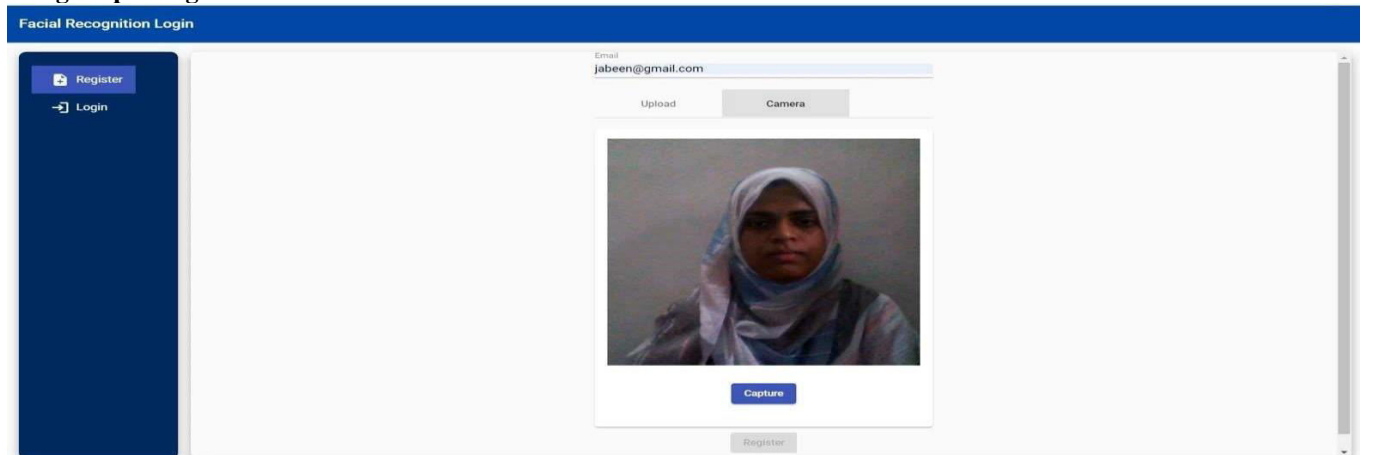 Facial Recognition Login
Register
Login
Email
jabeen@gmail.com
Upload Camera
Capture
Register